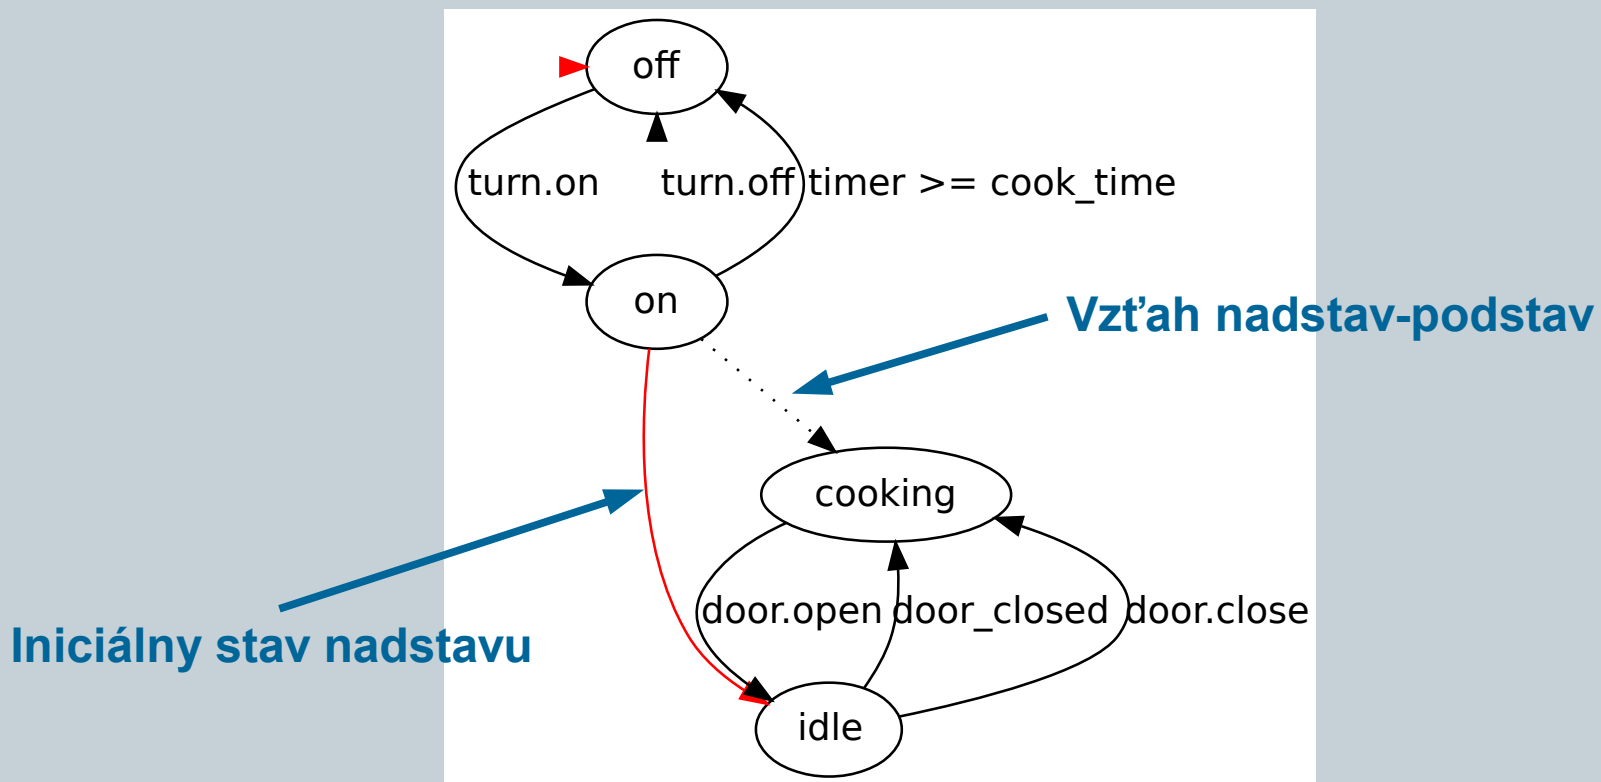 off
turn.on
turn.off
timer >= cook_time
on
Vzťah nadstav-podstav
cooking
door.open
door_closed
door.close
Iniciálny stav nadstavu
idle